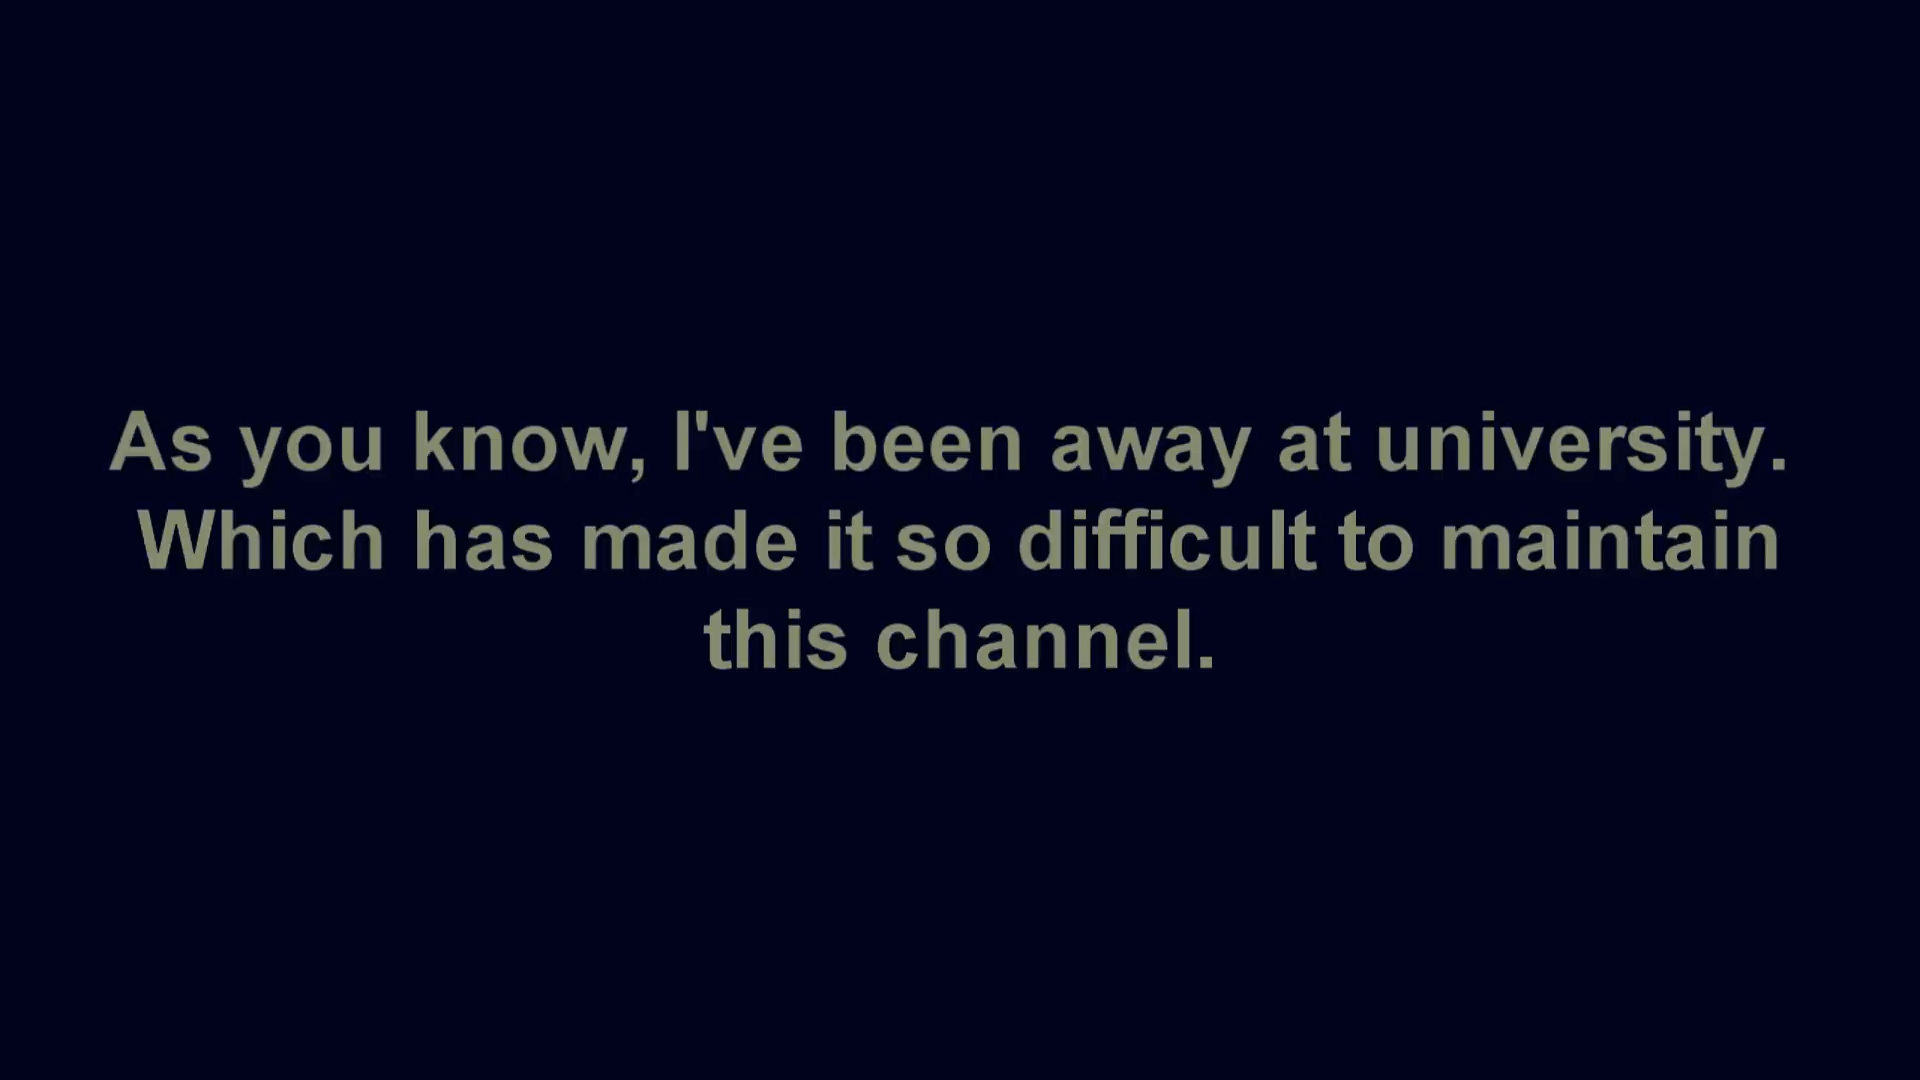 As you know, I've been away at university.
Which has made it so difficult to maintain
this channel.